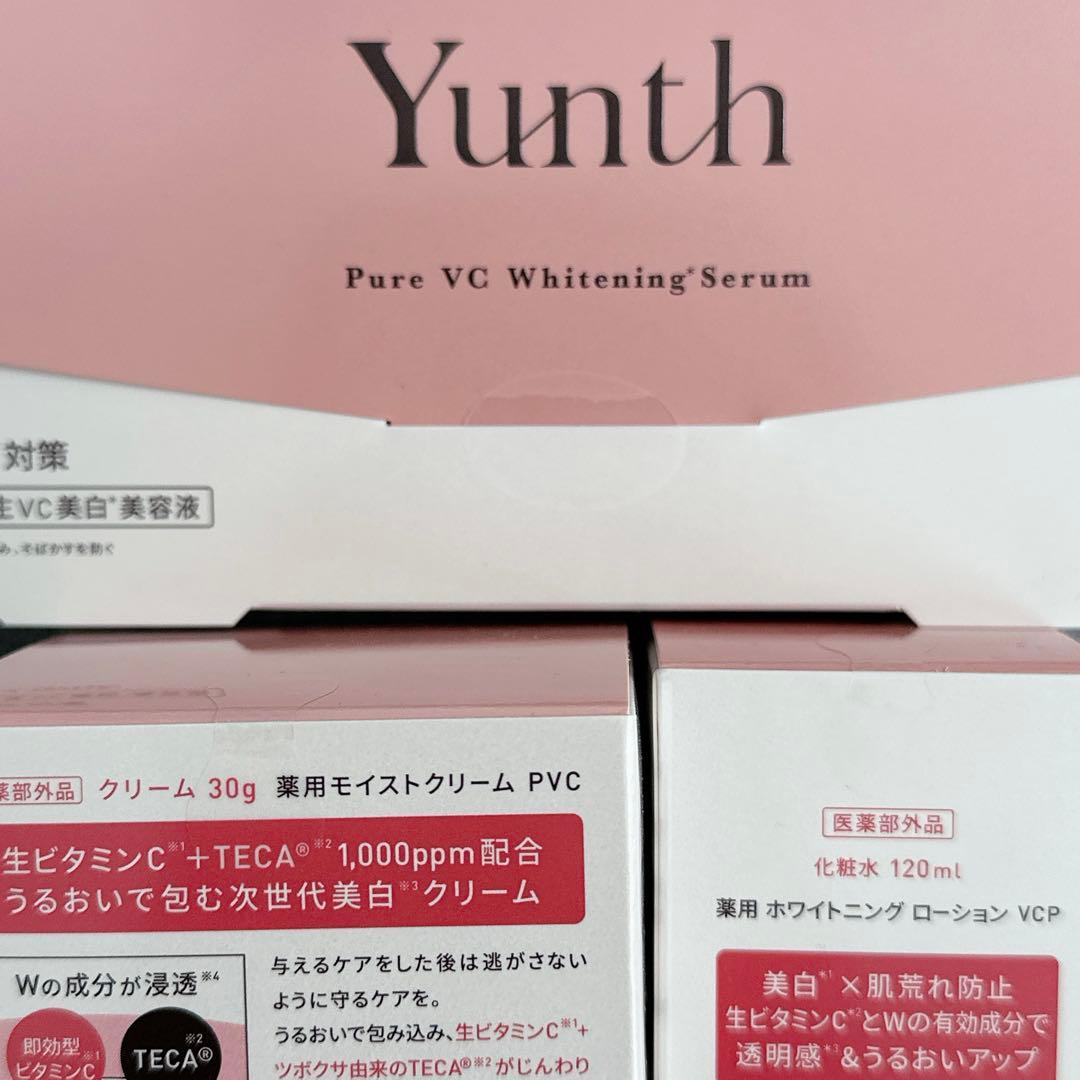 Yunth
Pure VC Whitening*Serum
対策
生VC美白*美容液
み、そばかすを防ぐ
薬部外品 クリーム 30g 薬用モイストクリーム PVC
生ビタミンC※1+TECA®※2 1,000ppm配合
うるおいで包む次世代美白※3クリーム
Wの成分が浸透※4
即効型
ビタミンC※1
TECA®※2
与えるケアをした後は逃がさない
ように守るケアを。
うるおいで包み込み、生ビタミンC※1+
ツボクサ由来のTECA®※2がじんわり
医薬部外品
化粧水 120ml
薬用 ホワイトニング ローション VCP
美白*1×肌荒れ防止
生ビタミンC*2とWの有効成分で
透明感*3&うるおいアップ